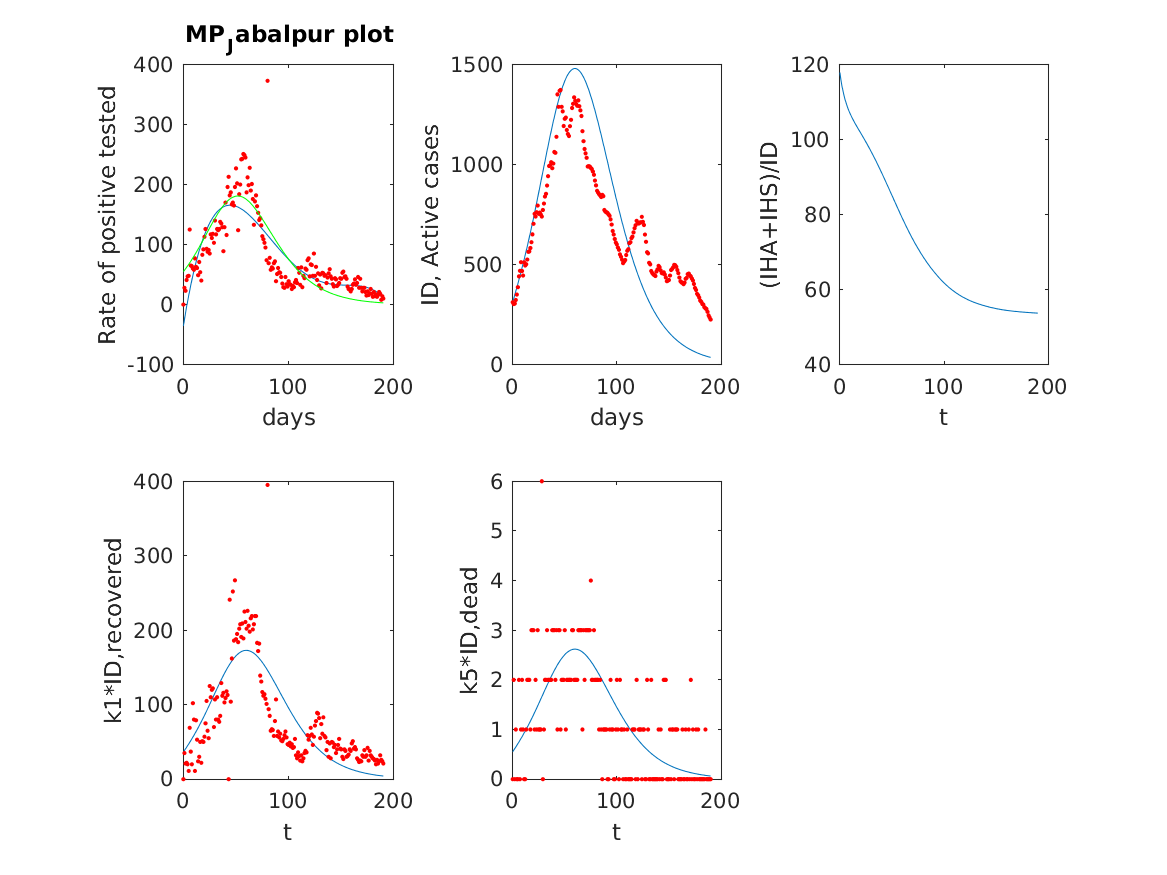 MP_Jabalpur plot
400
300
200
100
0
-100
0 100 200
Rate of positive tested
days
1500
1000
500
0
0 100 200
ID, Active cases
days
120
100
80
60
40
0 100 200
(IHA+IHS)/ID
t
400
300
200
100
0
0 100 200
k1*ID,recovered
t
6
5
4
3
2
1
0
0 100 200
k5*ID,dead
t